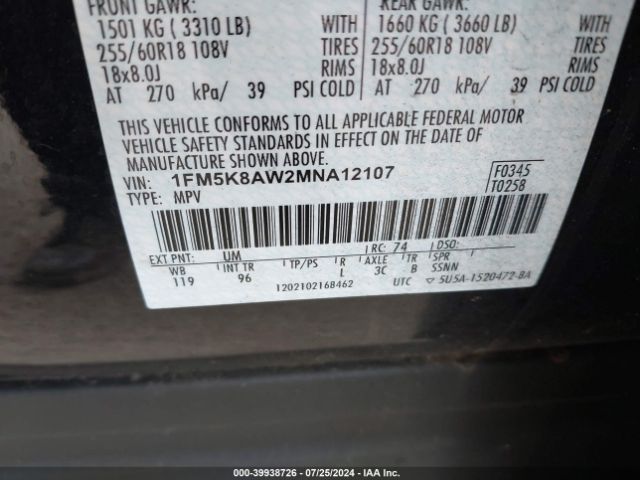 FRONT GAWR: REAR GAWR:
1501 KG ( 3310 LB) WITH 1660 KG ( 3660 LB) WITH
255/60R18 108V TIRES 255/60R18 108V TIRES
18x8.0J RIMS 18x8.0J RIMS
AT 270 kPa/ 39 PSI COLD AT 270 kPa/ 39 PSI COLD
THIS VEHICLE CONFORMS TO ALL APPLICABLE FEDERAL MOTOR
VEHICLE SAFETY STANDARDS IN EFFECT ON THE DATE OF
MANUFACTURE SHOWN ABOVE.
VIN: 1FM5K8AW2MNA12107 F0345
TYPE: MPV T0258
EXT PNT: UM RC: 74 DSO:
WB INT TR TP/PS R AXLE TR SPR
119 96 L 3C B SSNN
1202102168462 UTC 5U5A-1520472-BA
000-39938726 - 07/25/2024 - IAAI.COM